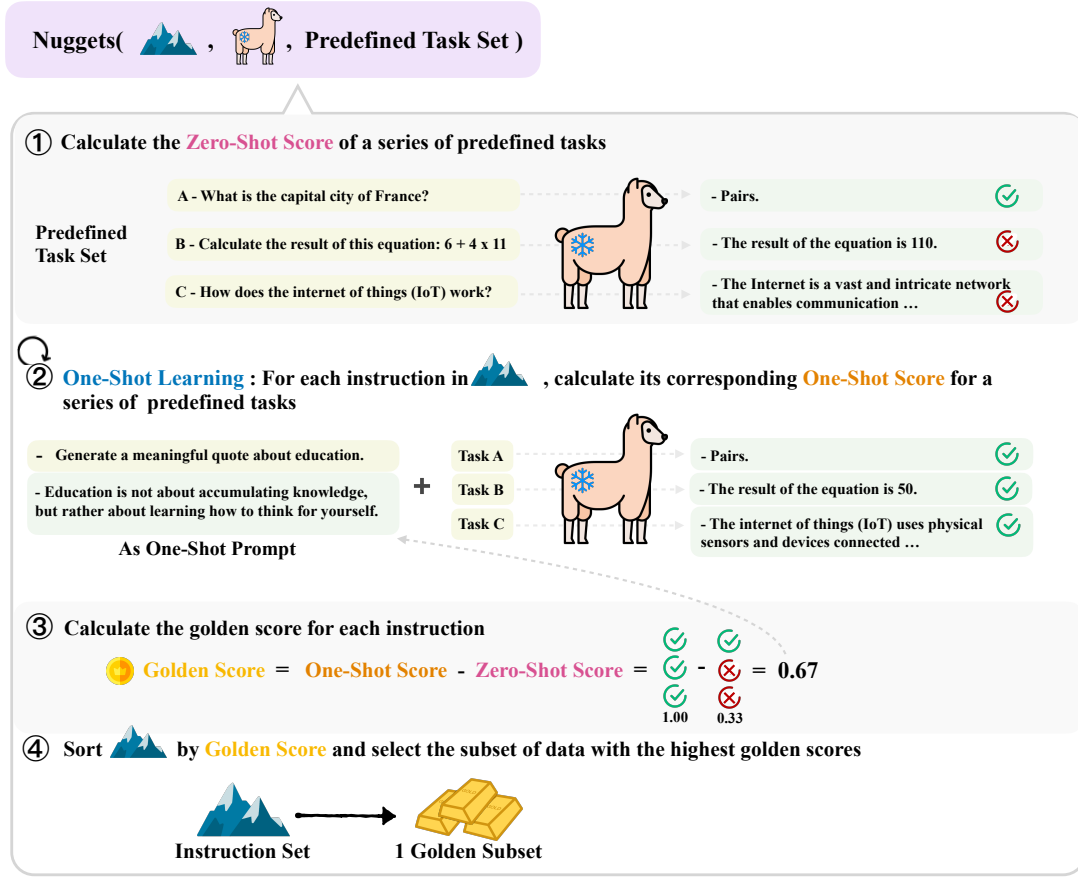 Nuggets( , , Predefined Task Set )
① Calculate the Zero-Shot Score of a series of predefined tasks
Predefined
Task Set
A - What is the capital city of France?
- Pairs.
B - Calculate the result of this equation: 6 + 4 x 11
- The result of the equation is 110.
C - How does the internet of things (IoT) work?
- The Internet is a vast and intricate network
that enables communication …
② One-Shot Learning : For each instruction in , calculate its corresponding One-Shot Score for a
series of predefined tasks
- Generate a meaningful quote about education.
- Education is not about accumulating knowledge,
but rather about learning how to think for yourself.
As One-Shot Prompt
+
Task A
Task B
Task C
- Pairs.
- The result of the equation is 50.
- The internet of things (IoT) uses physical
sensors and devices connected …
③ Calculate the golden score for each instruction
Golden Score = One-Shot Score - Zero-Shot Score = - = 0.67
1.00 0.33
④ Sort by Golden Score and select the subset of data with the highest golden scores
Instruction Set
1 Golden Subset